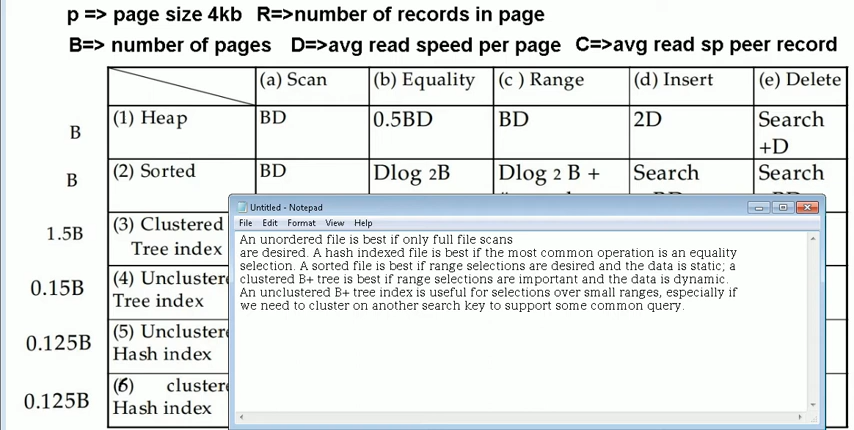 p => page size 4kb R=>number of records in page
B=> number of pages D=>avg read speed per page C=>avg read sp peer record
(a) Scan (b) Equality (c ) Range (d) Insert (e) Delete
B (1) Heap BD 0.5BD BD 2D Search
+D
B (2) Sorted BD Dlog 2B Dlog 2 B + Search Search
Untitled - Notepad
File Edit Format View Help
An unordered file is best if only full file scans
are desired. A hash indexed file is best if the most common operation is an equality
selection. A sorted file is best if range selections are desired and the data is static; a
clustered B+ tree is best if range selections are important and the data is dynamic.
An unclustered B+ tree index is useful for selections over small ranges, especially if
we need to cluster on another search key to support some common query.
1.5B (3) Clustered
Tree index
0.15B (4) Uncluster
Tree index
0.125B (5) Uncluster
Hash index
0.125B (6) cluster
Hash index